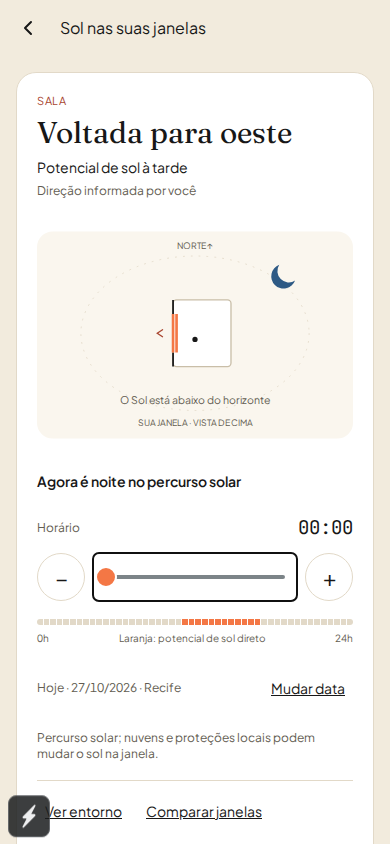 Sol nas suas janelas
SALA
Voltada para oeste
Potencial de sol à tarde
Direção informada por você
NORTE↑
O Sol está abaixo do horizonte
SUA JANELA · VISTA DE CIMA
Agora é noite no percurso solar
Horário
00:00
−
+
0h
Laranja: potencial de sol direto
24h
Hoje · 27/10/2026 · Recife
Mudar data
Percurso solar; nuvens e proteções locais podem
mudar o sol na janela.
Ver entorno
Comparar janelas